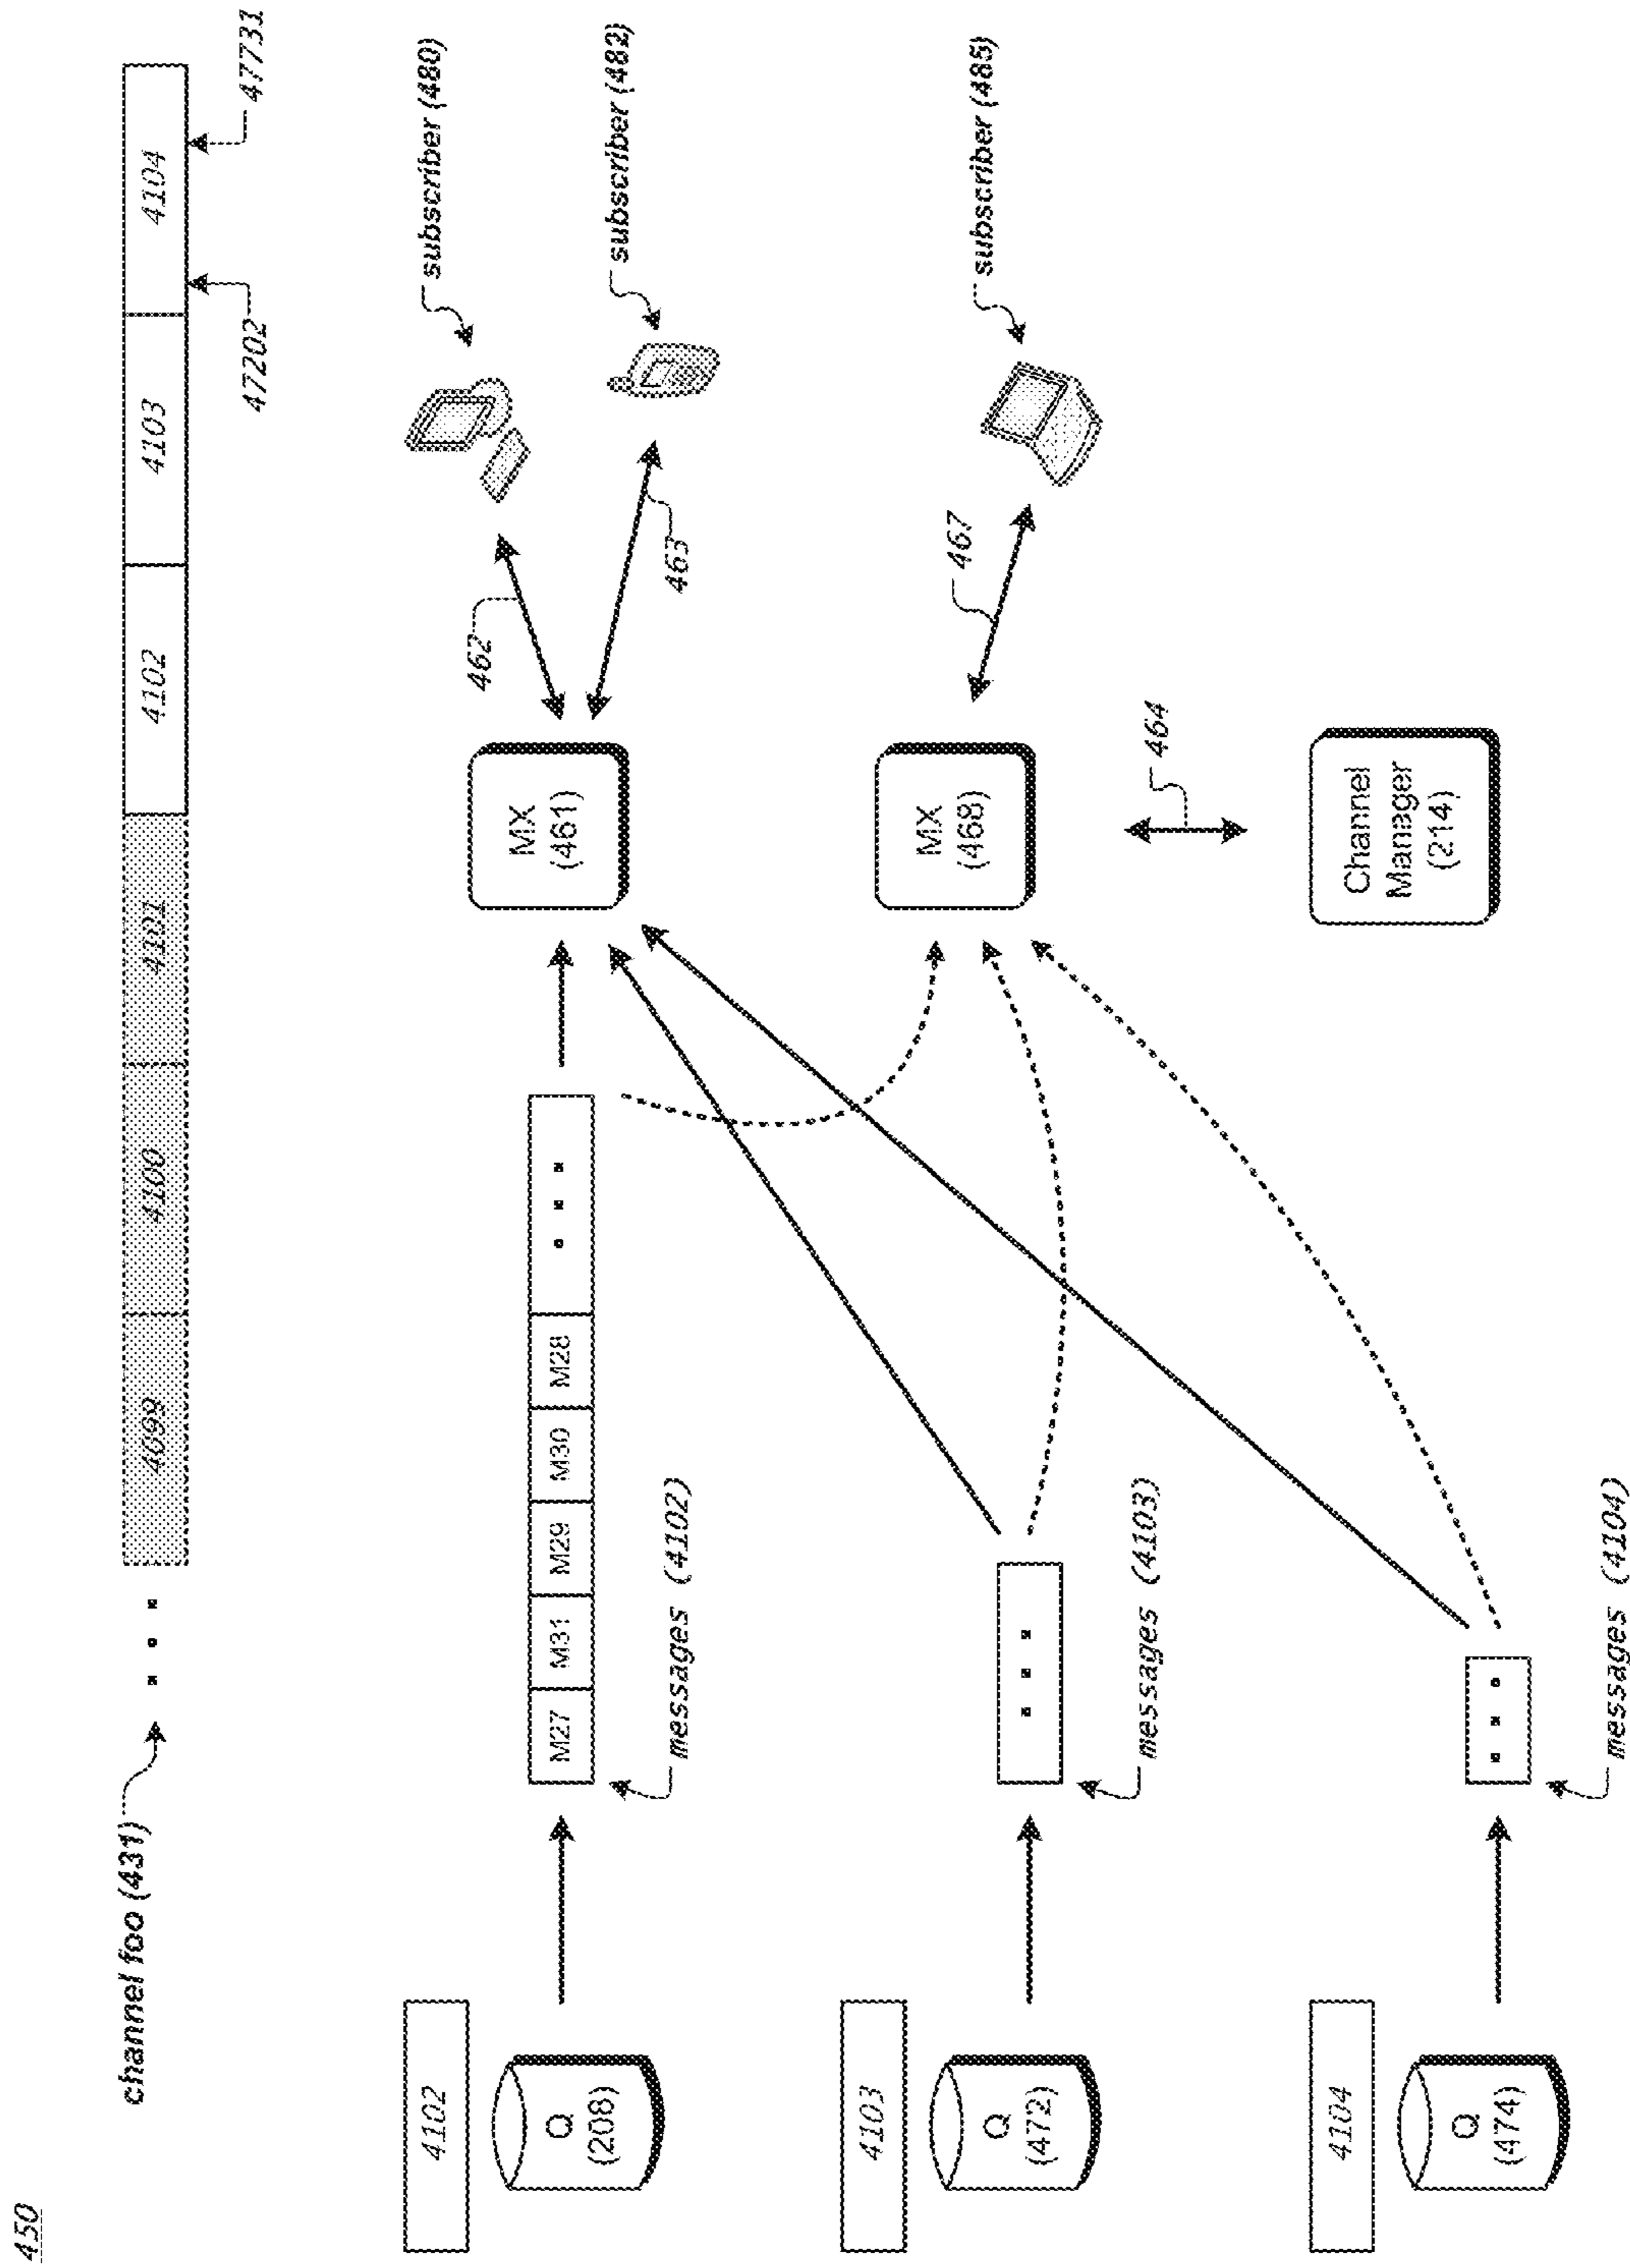 450
channel foo (431)
4099
4100
4101
4102
4103
4104
47202
47731
4102
Q
(208)
M27
M31
M29
M30
M28
messages (4102)
MX
(461)
462
463
subscriber (480)
subscriber (482)
4103
Q
(472)
messages (4103)
MX
(468)
467
subscriber (485)
464
4104
Q
(474)
messages (4104)
Channel
Manager
(214)